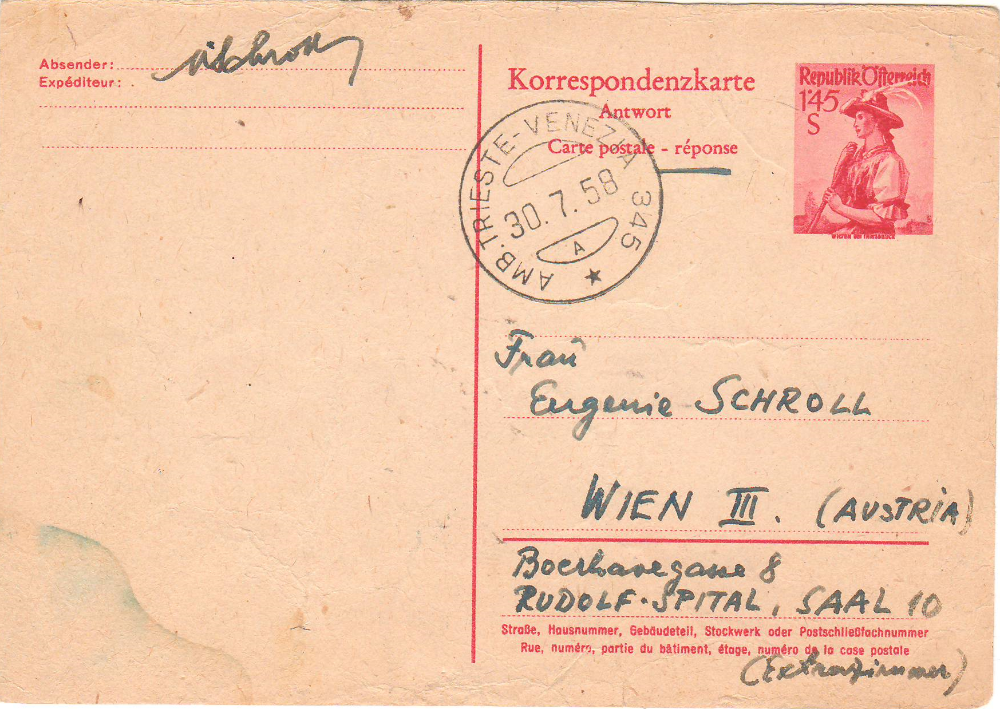 Absender:
Expéditeur:
Korrespondenzkarte
Antwort
Carte postale - réponse
Republik Österreich
1'45
S
WILTEN BEI INNSBRUCK
AMB. TRIESTE-VENEZIA 345
30.7.58
A
Frau
Eugenie SCHROLL
WIEN III. (AUSTRIA)
Boerhavegasse 8
RUDOLF-SPITAL, SAAL 10
Straße, Hausnummer, Gebäudeteil, Stockwerk oder Postschließfachnummer
Rue, numéro, partie du bâtiment, étage, numéro de la case postale
(Extrazimmer)